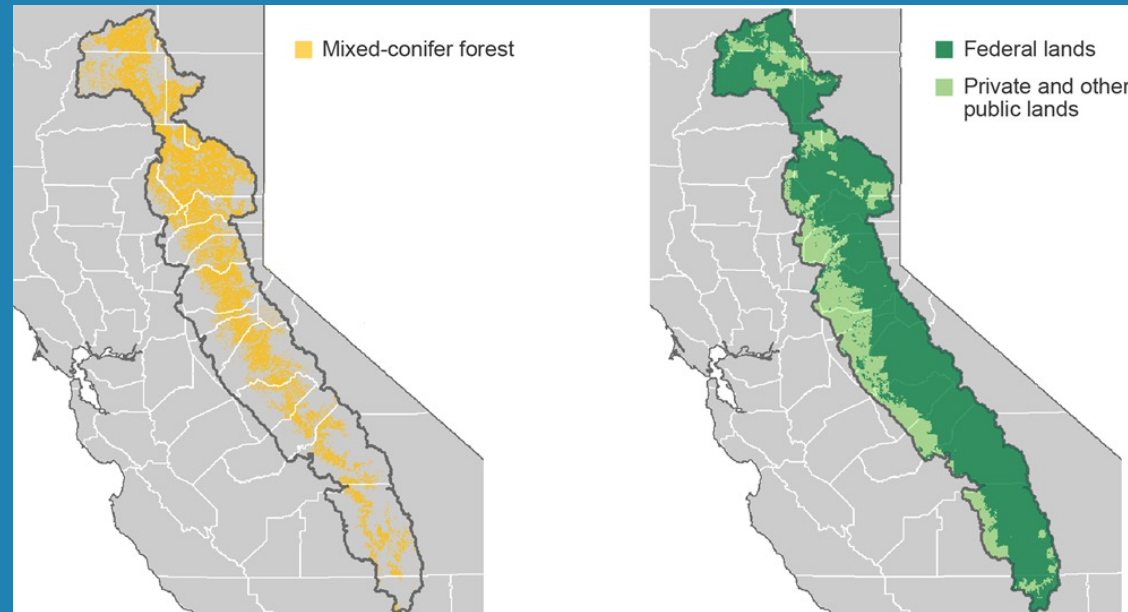 Mixed-conifer forest
Federal lands
Private and other
public lands